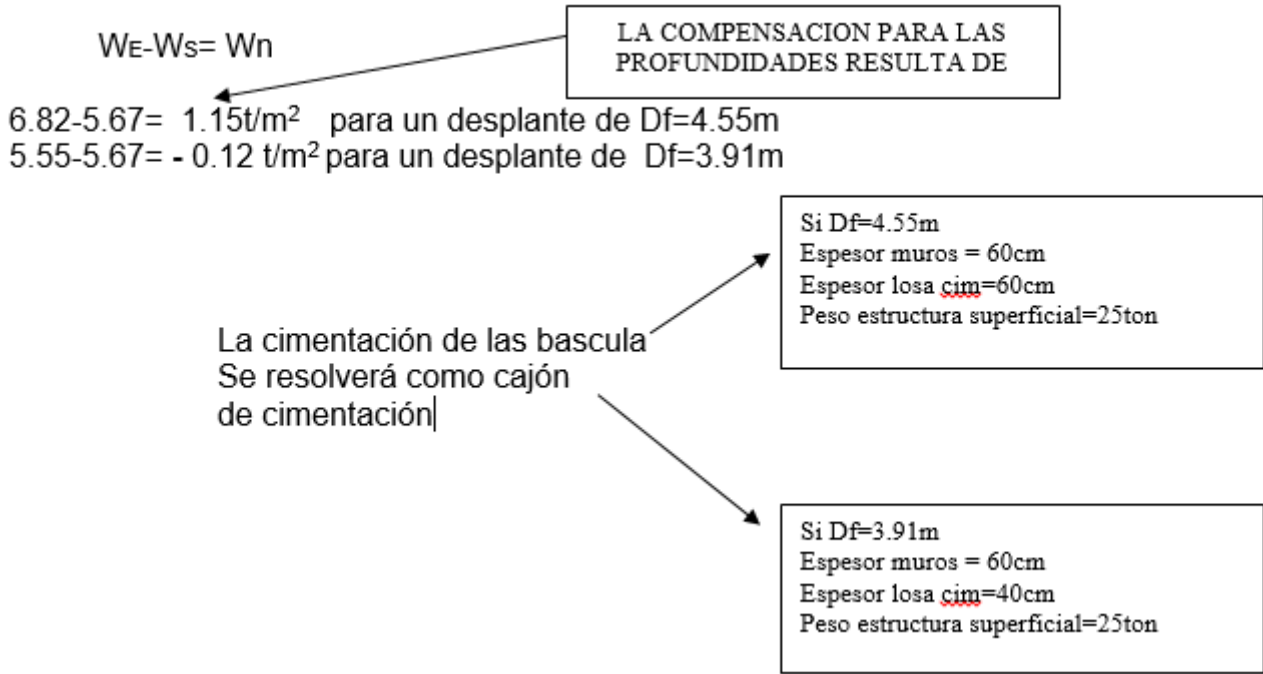 WE-WS= Wn
LA COMPENSACION PARA LAS
PROFUNDIDADES RESULTA DE
6.82-5.67= 1.15t/m² para un desplante de Df=4.55m
5.55-5.67= - 0.12 t/m² para un desplante de Df=3.91m
Si Df=4.55m
Espesor muros = 60cm
Espesor losa cim=60cm
Peso estructura superficial=25ton
La cimentación de las bascula
Se resolverá como cajón
de cimentación
Si Df=3.91m
Espesor muros = 60cm
Espesor losa cim=40cm
Peso estructura superficial=25ton